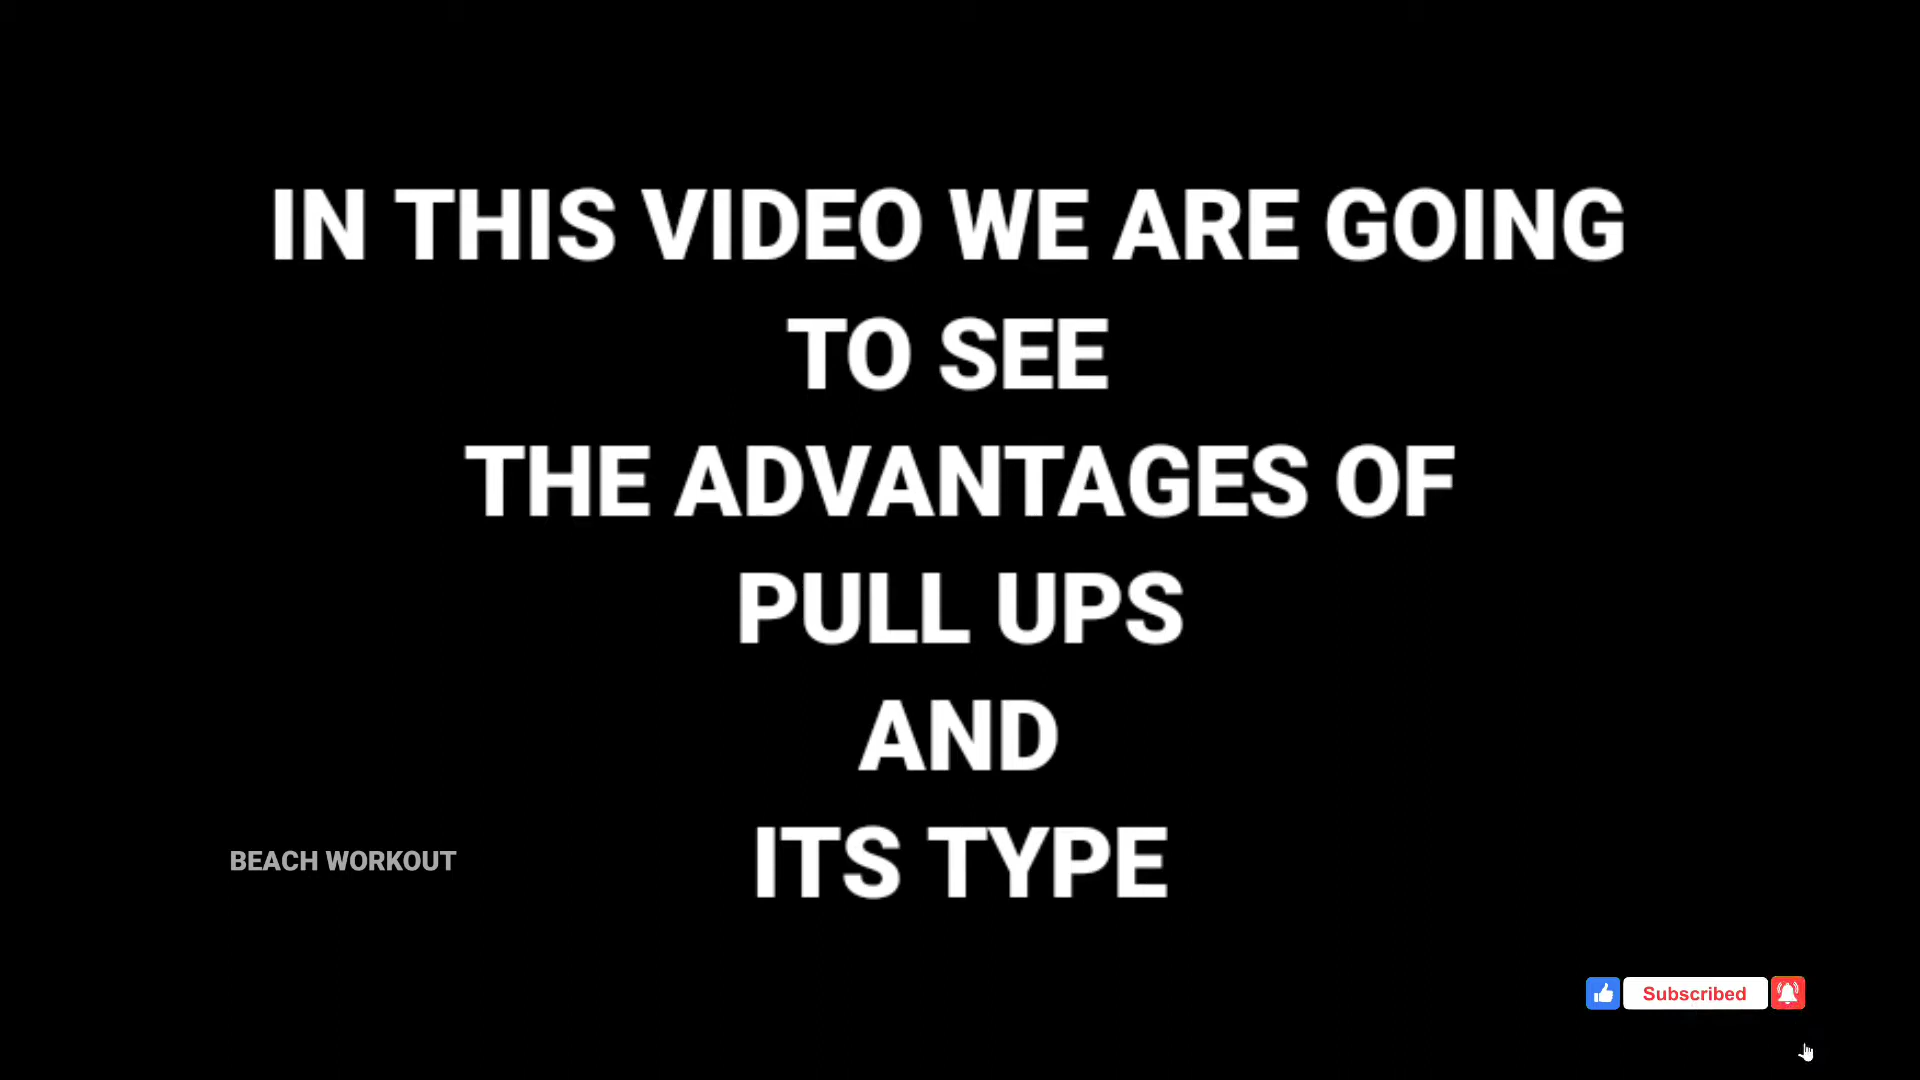 IN THIS VIDEO WE ARE GOING
TO SEE
THE ADVANTAGES OF
PULL UPS
AND
ITS TYPE
BEACH WORKOUT
Subscribed